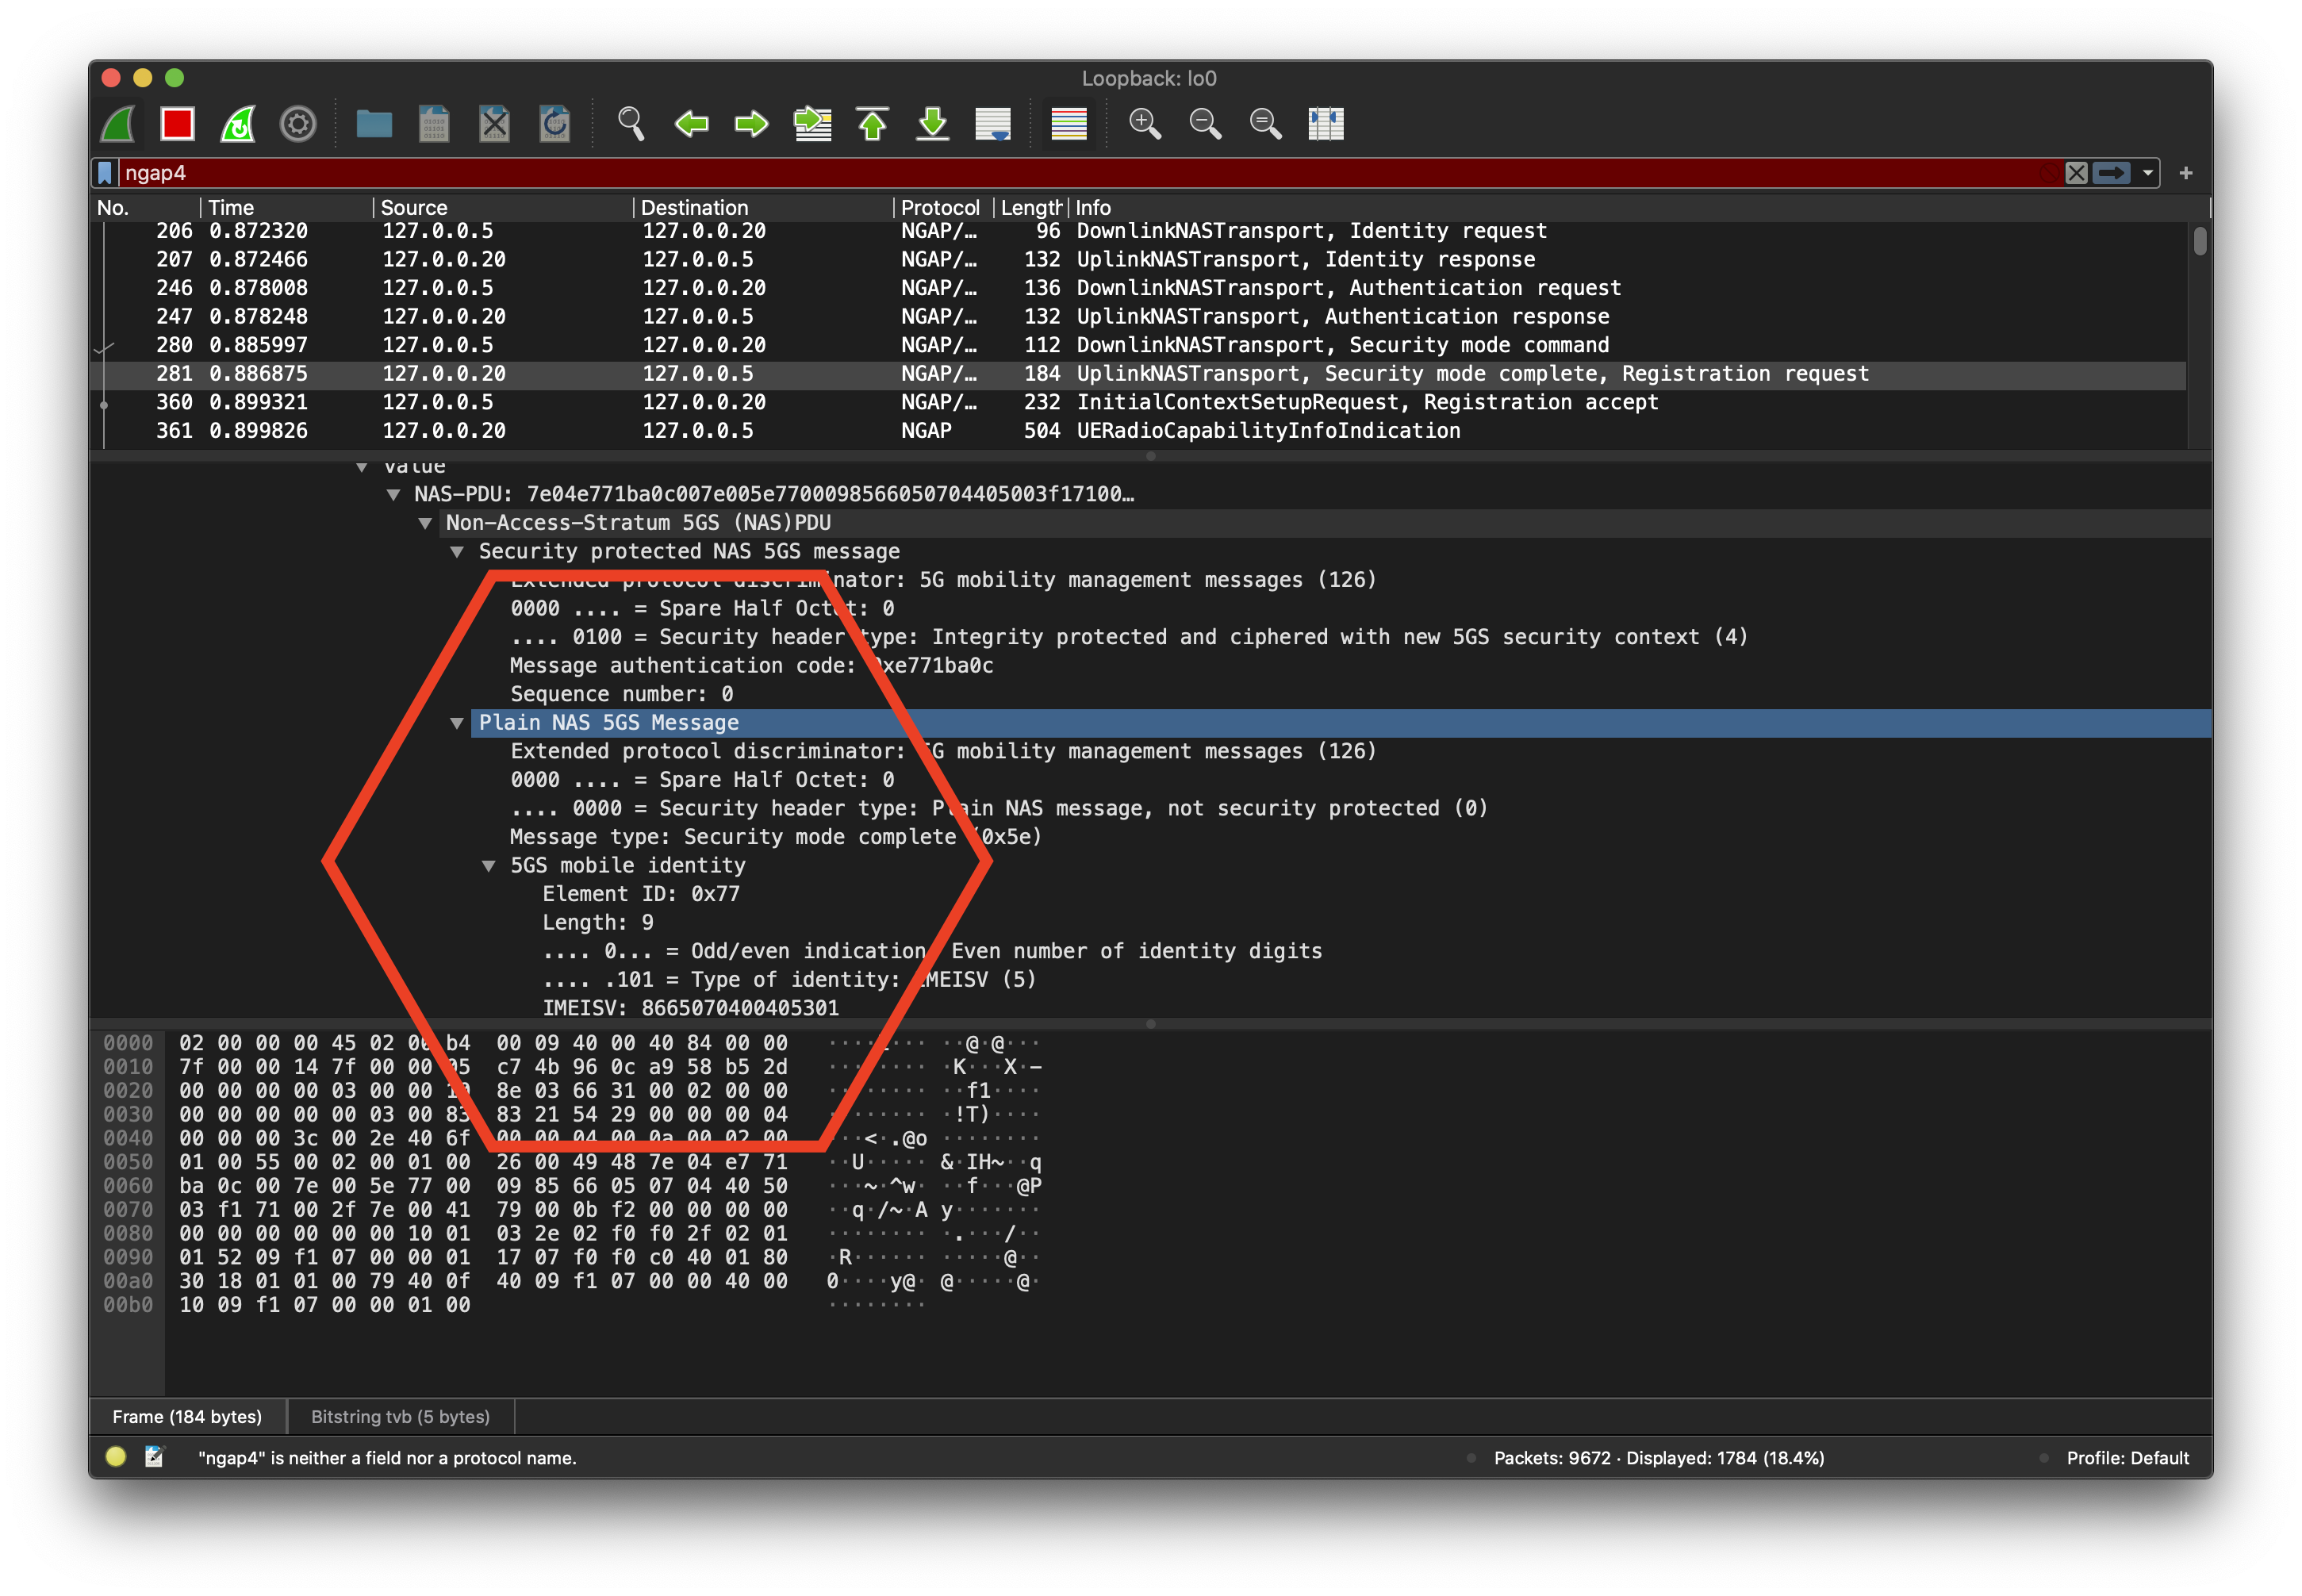 Loopback: lo0
ngap4
No. Time Source Destination Protocol Length Info
206 0.872320 127.0.0.5 127.0.0.20 NGAP/… 96 DownlinkNASTransport, Identity request
207 0.872466 127.0.0.20 127.0.0.5 NGAP/… 132 UplinkNASTransport, Identity response
246 0.878008 127.0.0.5 127.0.0.20 NGAP/… 136 DownlinkNASTransport, Authentication request
247 0.878248 127.0.0.20 127.0.0.5 NGAP/… 132 UplinkNASTransport, Authentication response
280 0.885997 127.0.0.5 127.0.0.20 NGAP/… 112 DownlinkNASTransport, Security mode command
281 0.886875 127.0.0.20 127.0.0.5 NGAP/… 184 UplinkNASTransport, Security mode complete, Registration request
360 0.899321 127.0.0.5 127.0.0.20 NGAP/… 232 InitialContextSetupRequest, Registration accept
361 0.899826 127.0.0.20 127.0.0.5 NGAP 504 UERadioCapabilityInfoIndication
value
NAS-PDU: 7e04e771ba0c007e005e7700098566050704405003f17100…
Non-Access-Stratum 5GS (NAS)PDU
Security protected NAS 5GS message
Extended protocol discriminator: 5G mobility management messages (126)
0000 .... = Spare Half Octet: 0
.... 0100 = Security header type: Integrity protected and ciphered with new 5GS security context (4)
Message authentication code: 0xe771ba0c
Sequence number: 0
Plain NAS 5GS Message
Extended protocol discriminator: 5G mobility management messages (126)
0000 .... = Spare Half Octet: 0
.... 0000 = Security header type: Plain NAS message, not security protected (0)
Message type: Security mode complete (0x5e)
5GS mobile identity
Element ID: 0x77
Length: 9
.... 0... = Odd/even indication: Even number of identity digits
.... .101 = Type of identity: IMEISV (5)
IMEISV: 8665070400405301
0000 02 00 00 00 45 02 00 b4 00 09 40 00 40 84 00 00 ····E··· ··@·@···
0010 7f 00 00 14 7f 00 00 05 c7 4b 96 0c a9 58 b5 2d ········ ·K···X·-
0020 00 00 00 00 03 00 00 10 8e 03 66 31 00 02 00 00 ········ ··f1····
0030 00 00 00 00 00 03 00 83 83 21 54 29 00 00 00 04 ········ ·!T)····
0040 00 00 00 3c 00 2e 40 6f 00 00 04 00 0a 00 02 00 ···<·.@o ········
0050 01 00 55 00 02 00 01 00 26 00 49 48 7e 04 e7 71 ··U····· &·IH~··q
0060 ba 0c 00 7e 00 5e 77 00 09 85 66 05 07 04 40 50 ···~·^w· ··f···@P
0070 03 f1 71 00 2f 7e 00 41 79 00 0b f2 00 00 00 00 ··q·/~·A y·······
0080 00 00 00 00 00 00 10 01 03 2e 02 f0 f0 2f 02 01 ········ ·.···/··
0090 01 52 09 f1 07 00 00 01 17 07 f0 f0 c0 40 01 80 ·R······ ·····@··
00a0 30 18 01 01 00 79 40 0f 40 09 f1 07 00 00 40 00 0····y@· @·····@·
00b0 10 09 f1 07 00 00 01 00 ········
Frame (184 bytes) Bitstring tvb (5 bytes)
"ngap4" is neither a field nor a protocol name. Packets: 9672 · Displayed: 1784 (18.4%) Profile: Default